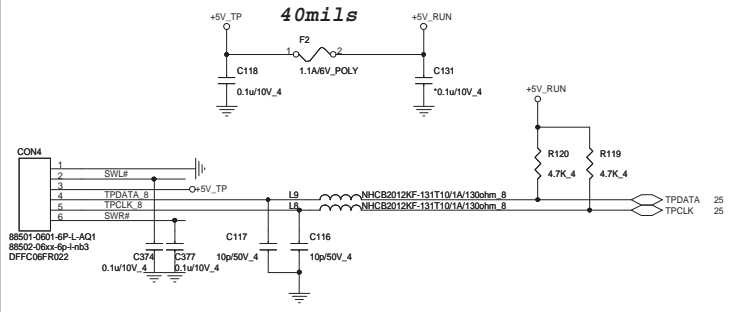 40mils
+5V_TP
+5V_RUN
F2
1
2
C118
1.1A/6V_POLY
C131
0.1u/10V_4
*0.1u/10V_4
+5V_RUN
CON4
R120
R119
1
2
SWL#
4.7K_4
4.7K_4
3
+5V_TP
4
TPDATA_8
L9
NHCB2012KF-131T10/1A/130ohm_8
TPDATA
25
5
TPCLK_8
L8
NHCB2012KF-131T10/1A/130ohm_8
TPCLK
25
6
SWR#
88501-0601-6P-L-AQ1
88502-06xx-6p-l-nb3
DFFC06FR022
C374
C377
C117
C116
0.1u/10V_4
0.1u/10V_4
10p/50V_4
10p/50V_4